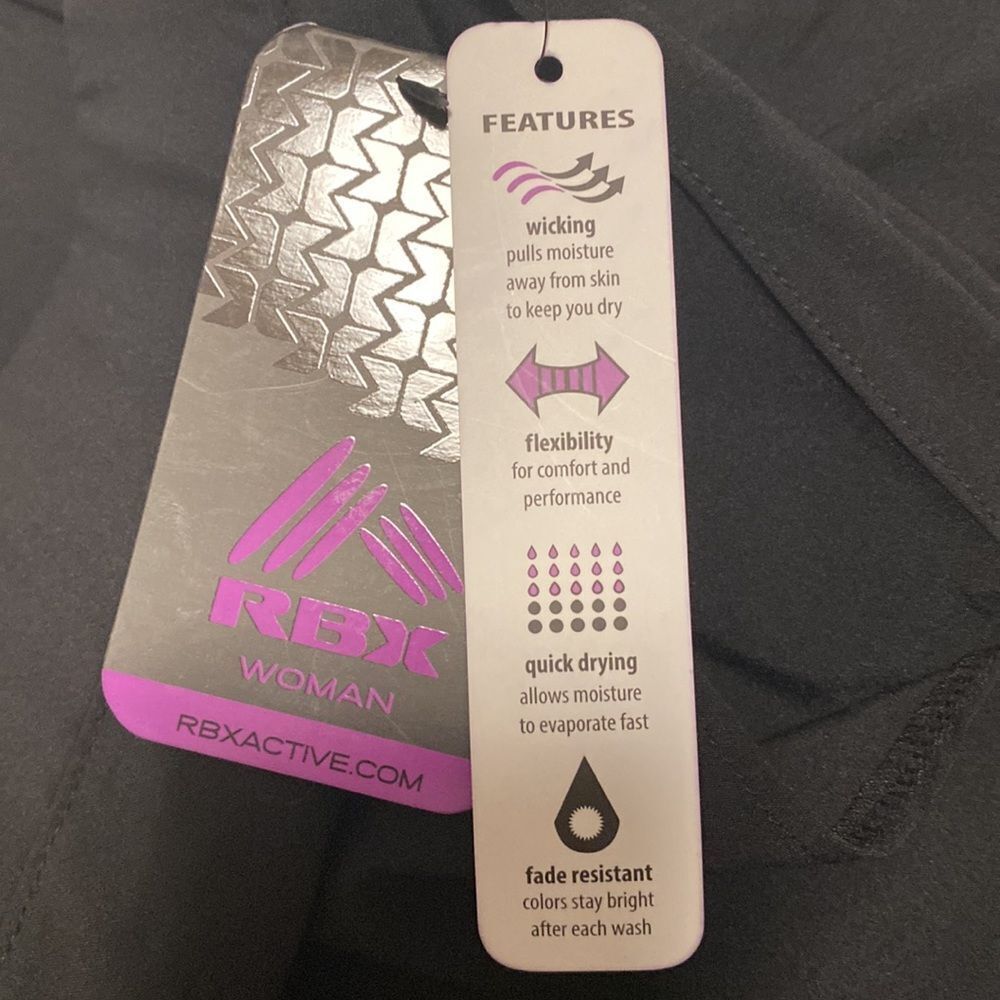 RBX
WOMAN
RBXACTIVE.COM
FEATURES
wicking
pulls moisture
away from skin
to keep you dry
flexibility
for comfort and
performance
quick drying
allows moisture
to evaporate fast
fade resistant
colors stay bright
after each wash